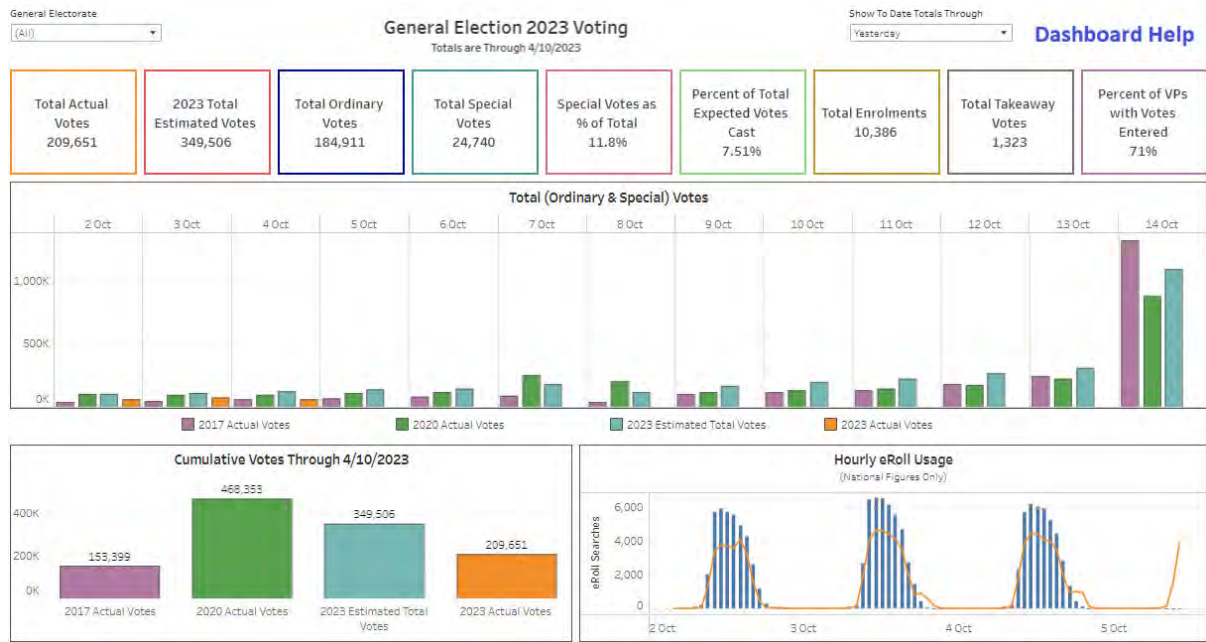 General Electorate
(All)
General Election 2023 Voting
Totals are Through 4/10/2023
Show To Date Totals Through
Yesterday
Dashboard Help
Total Actual
Votes
209,651
2023 Total
Estimated Votes
349,506
Total Ordinary
Votes
184,911
Total Special
Votes
24,740
Special Votes as
% of Total
11.8%
Percent of Total
Expected Votes
Cast
7.51%
Total Enrolments
10,386
Total Takeaway
Votes
1,323
Percent of VPs
with Votes
Entered
71%
Total (Ordinary & Special) Votes
2 Oct 3 Oct 4 Oct 5 Oct 6 Oct 7 Oct 8 Oct 9 Oct 10 Oct 11 Oct 12 Oct 13 Oct 14 Oct
1,000K
500K
0K
2017 Actual Votes 2020 Actual Votes 2023 Estimated Total Votes 2023 Actual Votes
Cumulative Votes Through 4/10/2023
400K
200K
0K
153,399
468,353
349,506
209,651
2017 Actual Votes
2020 Actual Votes
2023 Estimated Total
Votes
2023 Actual Votes
Hourly eRoll Usage
(National Figures Only)
eRoll Searches
6,000
4,000
2,000
0
2 Oct 3 Oct 4 Oct 5 Oct